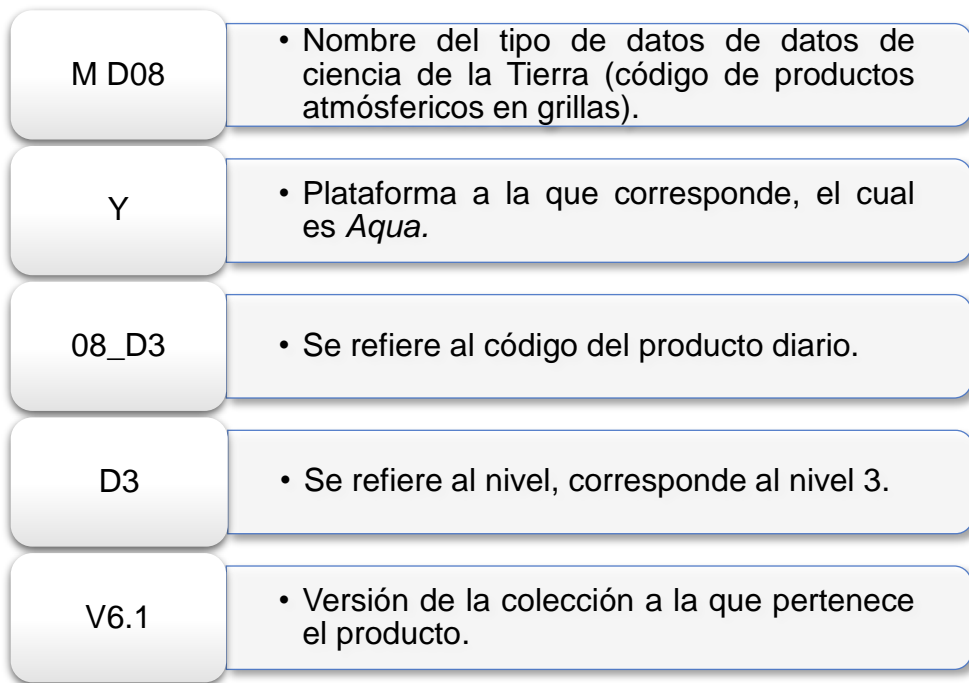 M D08
• Nombre del tipo de datos de datos de
ciencia de la Tierra (código de productos
atmósfericos en grillas).
Y
• Plataforma a la que corresponde, el cual
es Aqua.
08_D3
• Se refiere al código del producto diario.
D3
• Se refiere al nivel, corresponde al nivel 3.
V6.1
• Versión de la colección a la que pertenece
el producto.